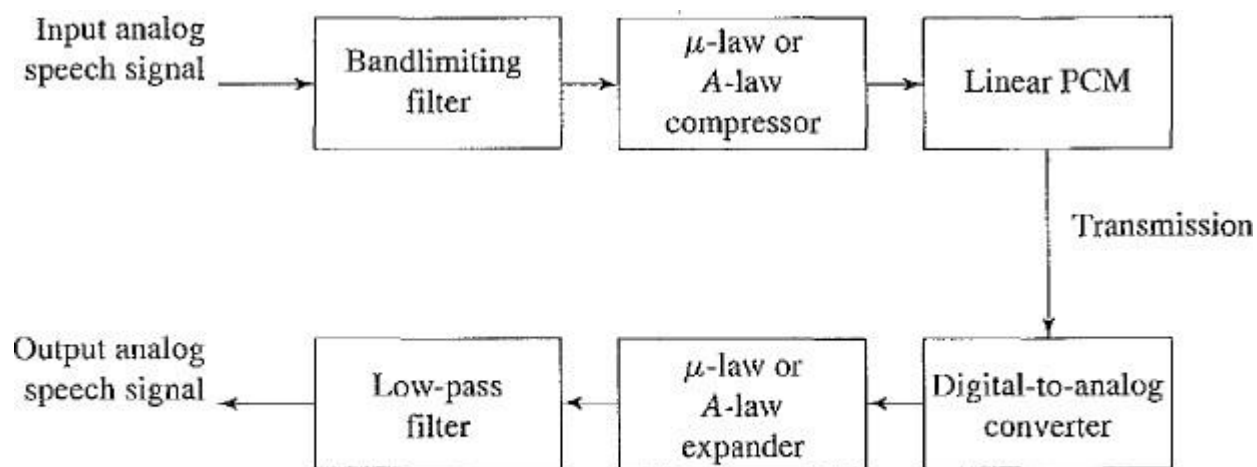 Input analog
speech signal
Bandlimiting
filter
μ-law or
A-law
compressor
Linear PCM
Transmission
Output analog
speech signal
Low-pass
filter
μ-law or
A-law
expander
Digital-to-analog
converter